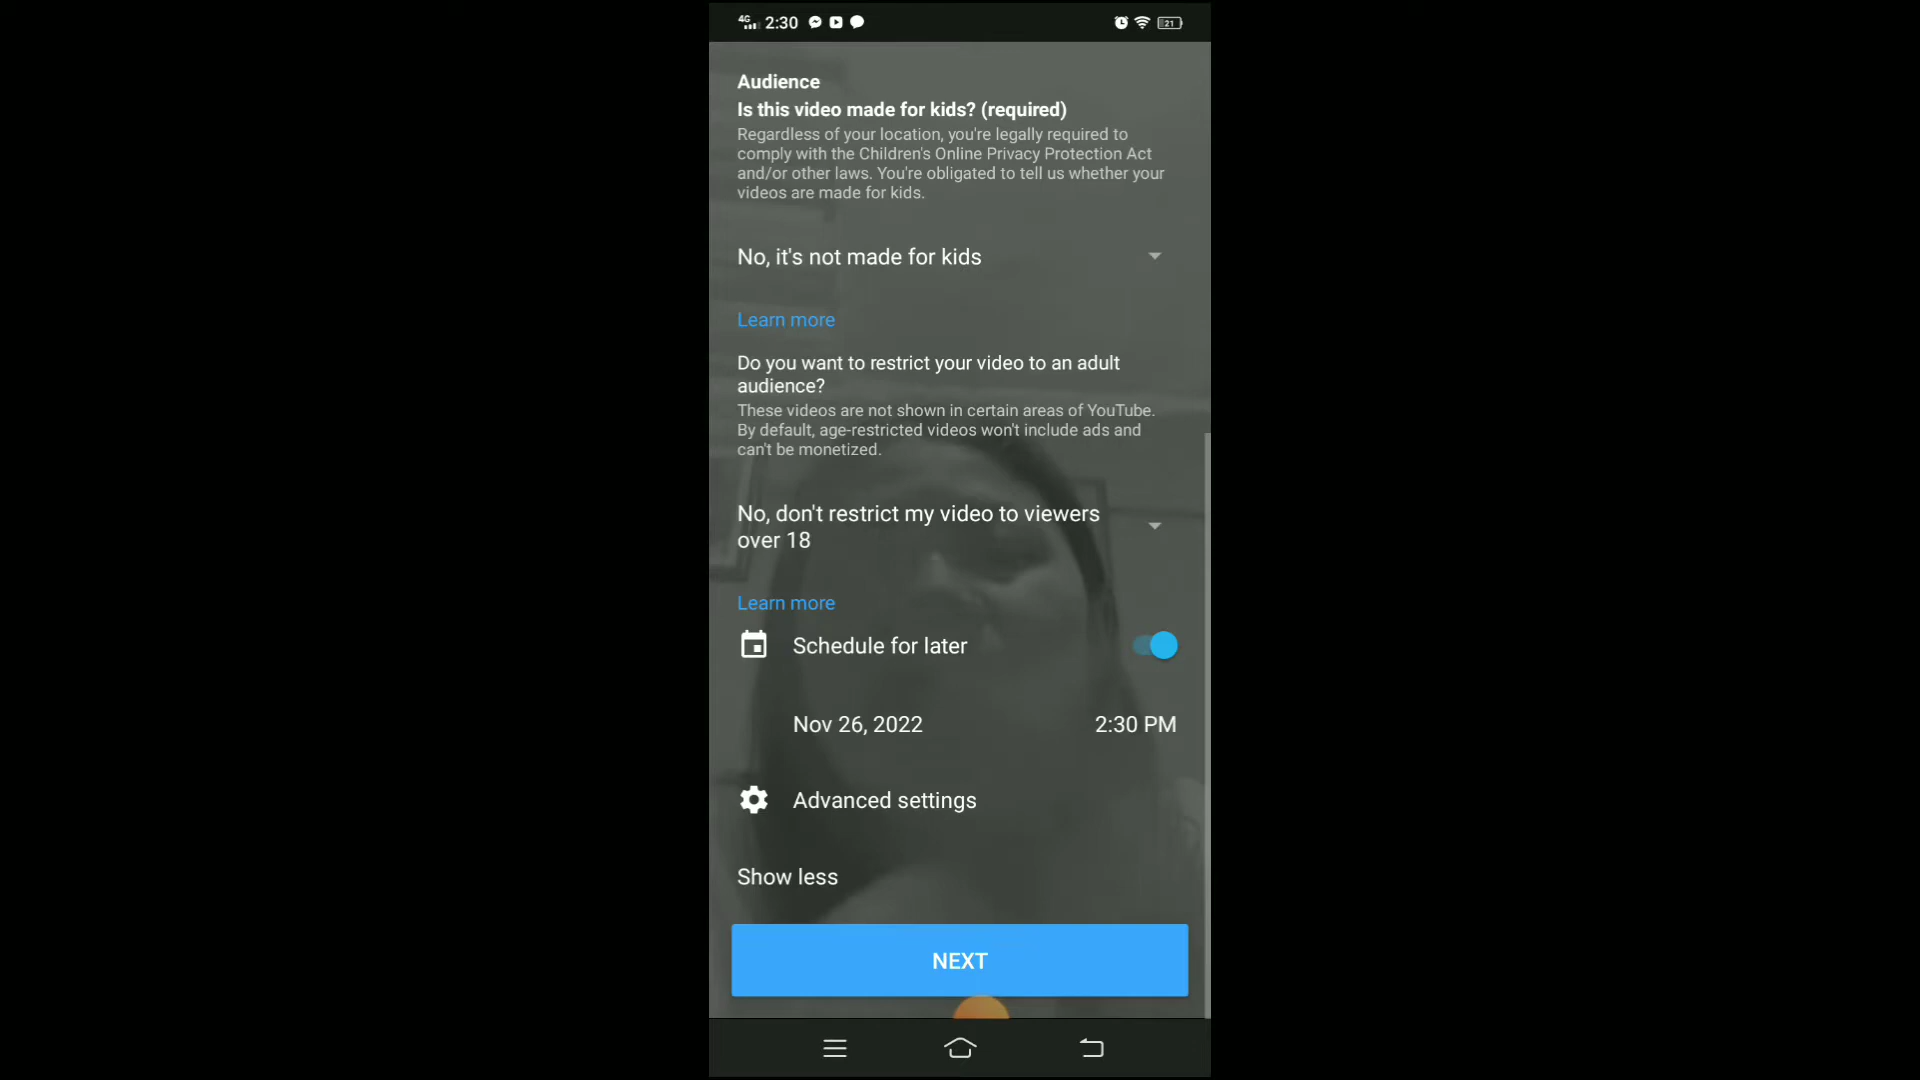 4G 2:30 21
Audience
Is this video made for kids? (required)
Regardless of your location, you're legally required to
comply with the Children's Online Privacy Protection Act
and/or other laws. You're obligated to tell us whether your
videos are made for kids.
No, it's not made for kids
Learn more
Do you want to restrict your video to an adult
audience?
These videos are not shown in certain areas of YouTube.
By default, age-restricted videos won't include ads and
can't be monetized.
No, don't restrict my video to viewers
over 18
Learn more
Schedule for later
Nov 26, 2022 2:30 PM
Advanced settings
Show less
NEXT